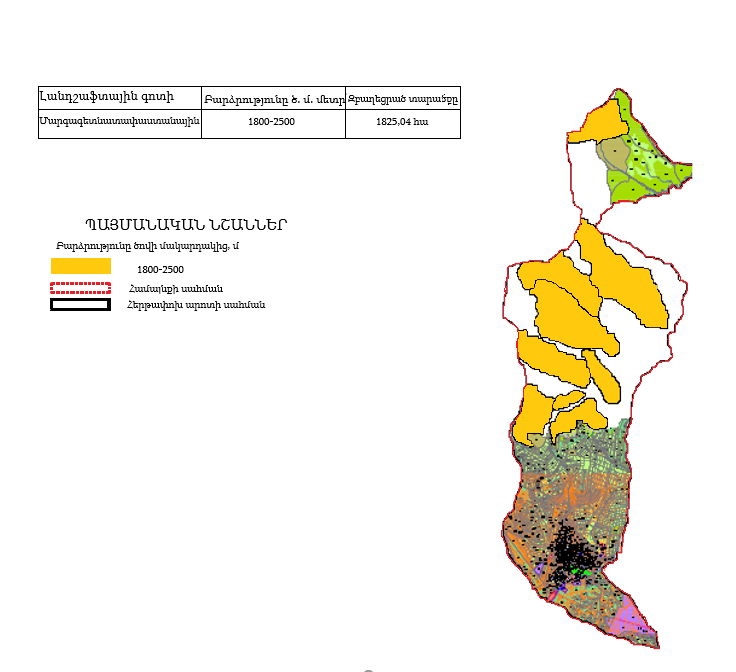 Լանդշաֆտային գոտի Բարձրությունը ծ. մ. մետր Զբաղեցրած տարածքը
Մարգագետնատափաստանային 1800-2500 1825,04 հա
ՊԱՅՄԱՆԱԿԱՆ ՆՇԱՆՆԵՐ
Բարձրությունը ծովի մակարդակից, մ
1800-2500
Համայնքի սահման
Հերթափոխ արոտի սահման